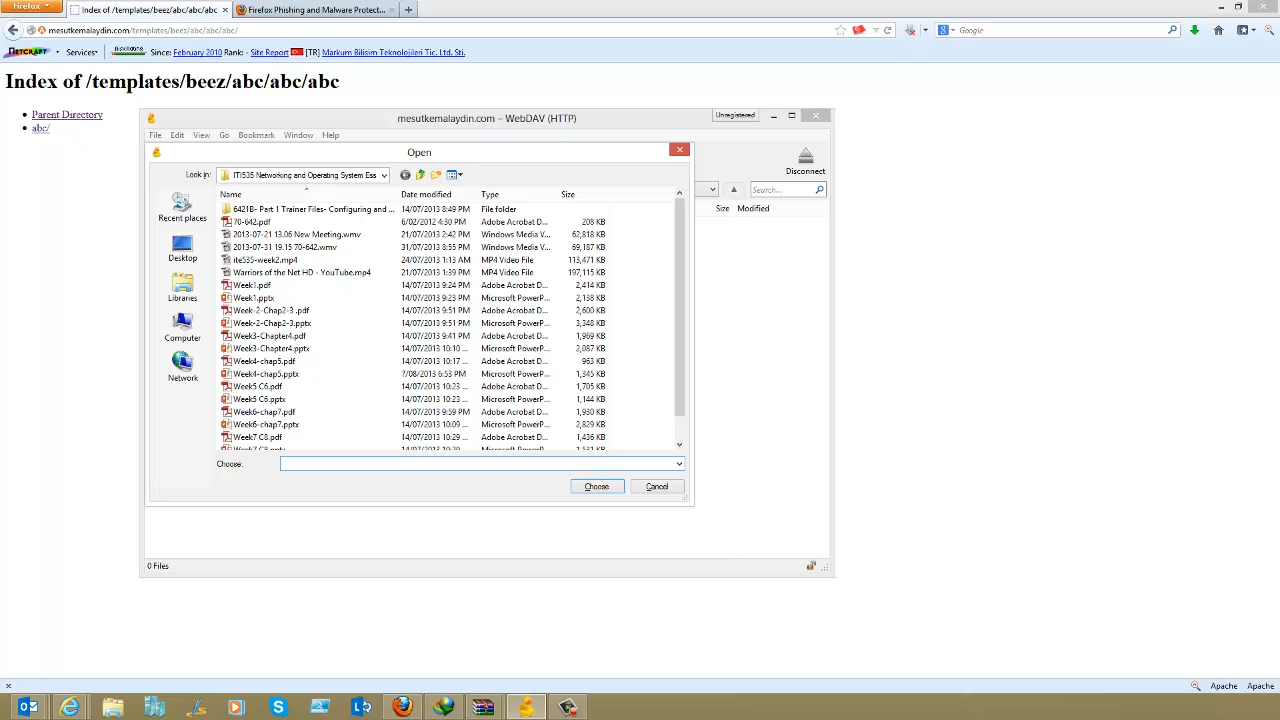 Firefox
Index of /templates/beez/abc/abc/abc ×
Firefox Phishing and Malware Protect... ×
mesutkemalaydin.com/templates/beez/abc/abc/abc/
Google
NETCRAFT Services Since: February 2010 Rank: - Site Report [TR] Markum Bilisim Teknolojileri Tic. Ltd. Sti.
Index of /templates/beez/abc/abc/abc
Parent Directory
abc/
mesutkemalaydin.com – WebDAV (HTTP)
Unregistered
File Edit View Go Bookmark Window Help
Open
Disconnect
Look in: ITI535 Networking and Operating System Ess
Search...
Size Modified
Recent places
Desktop
Libraries
Computer
Network
Name Date modified Type Size
6421B- Part 1 Trainer Files- Configuring and ... 14/07/2013 8:49 PM File folder
70-642.pdf 6/02/2012 4:30 PM Adobe Acrobat D... 208 KB
2013-07-21 13.06 New Meeting.wmv 21/07/2013 2:42 PM Windows Media V... 62,818 KB
2013-07-31 19.15 70-642.wmv 31/07/2013 8:55 PM Windows Media V... 69,187 KB
ite535-week2.mp4 24/07/2013 1:13 AM MP4 Video File 113,471 KB
Warriors of the Net HD - YouTube.mp4 21/07/2013 1:39 PM MP4 Video File 197,115 KB
Week1.pdf 14/07/2013 9:25 PM Adobe Acrobat D... 2,414 KB
Week1.pptx 14/07/2013 9:23 PM Microsoft PowerP... 2,138 KB
Week-2-Chap2-3 .pdf 14/07/2013 9:51 PM Adobe Acrobat D... 2,600 KB
Week-2-Chap2-3.pptx 14/07/2013 9:51 PM Microsoft PowerP... 3,348 KB
Week3-Chapter4.pdf 14/07/2013 9:41 PM Adobe Acrobat D... 1,969 KB
Week3-Chapter4.pptx 14/07/2013 10:10 ... Microsoft PowerP... 2,087 KB
Week4-chap5.pdf 14/07/2013 10:17 ... Adobe Acrobat D... 963 KB
Week4-chap5.pptx 7/08/2013 6:53 PM Microsoft PowerP... 1,345 KB
Week5 C6.pdf 14/07/2013 10:23 ... Adobe Acrobat D... 1,705 KB
Week5 C6.pptx 14/07/2013 10:23 ... Microsoft PowerP... 1,144 KB
Week6-chap7.pdf 14/07/2013 9:59 PM Adobe Acrobat D... 1,930 KB
Week6-chap7.pptx 14/07/2013 10:09 ... Microsoft PowerP... 2,829 KB
Week7 C8.pdf 14/07/2013 10:29 ... Adobe Acrobat D... 1,436 KB
Week7 C8.pptx 14/07/2013 10:29 ... Microsoft PowerP... 1,531 KB
Choose:
Choose Cancel
0 Files
Apache Apache